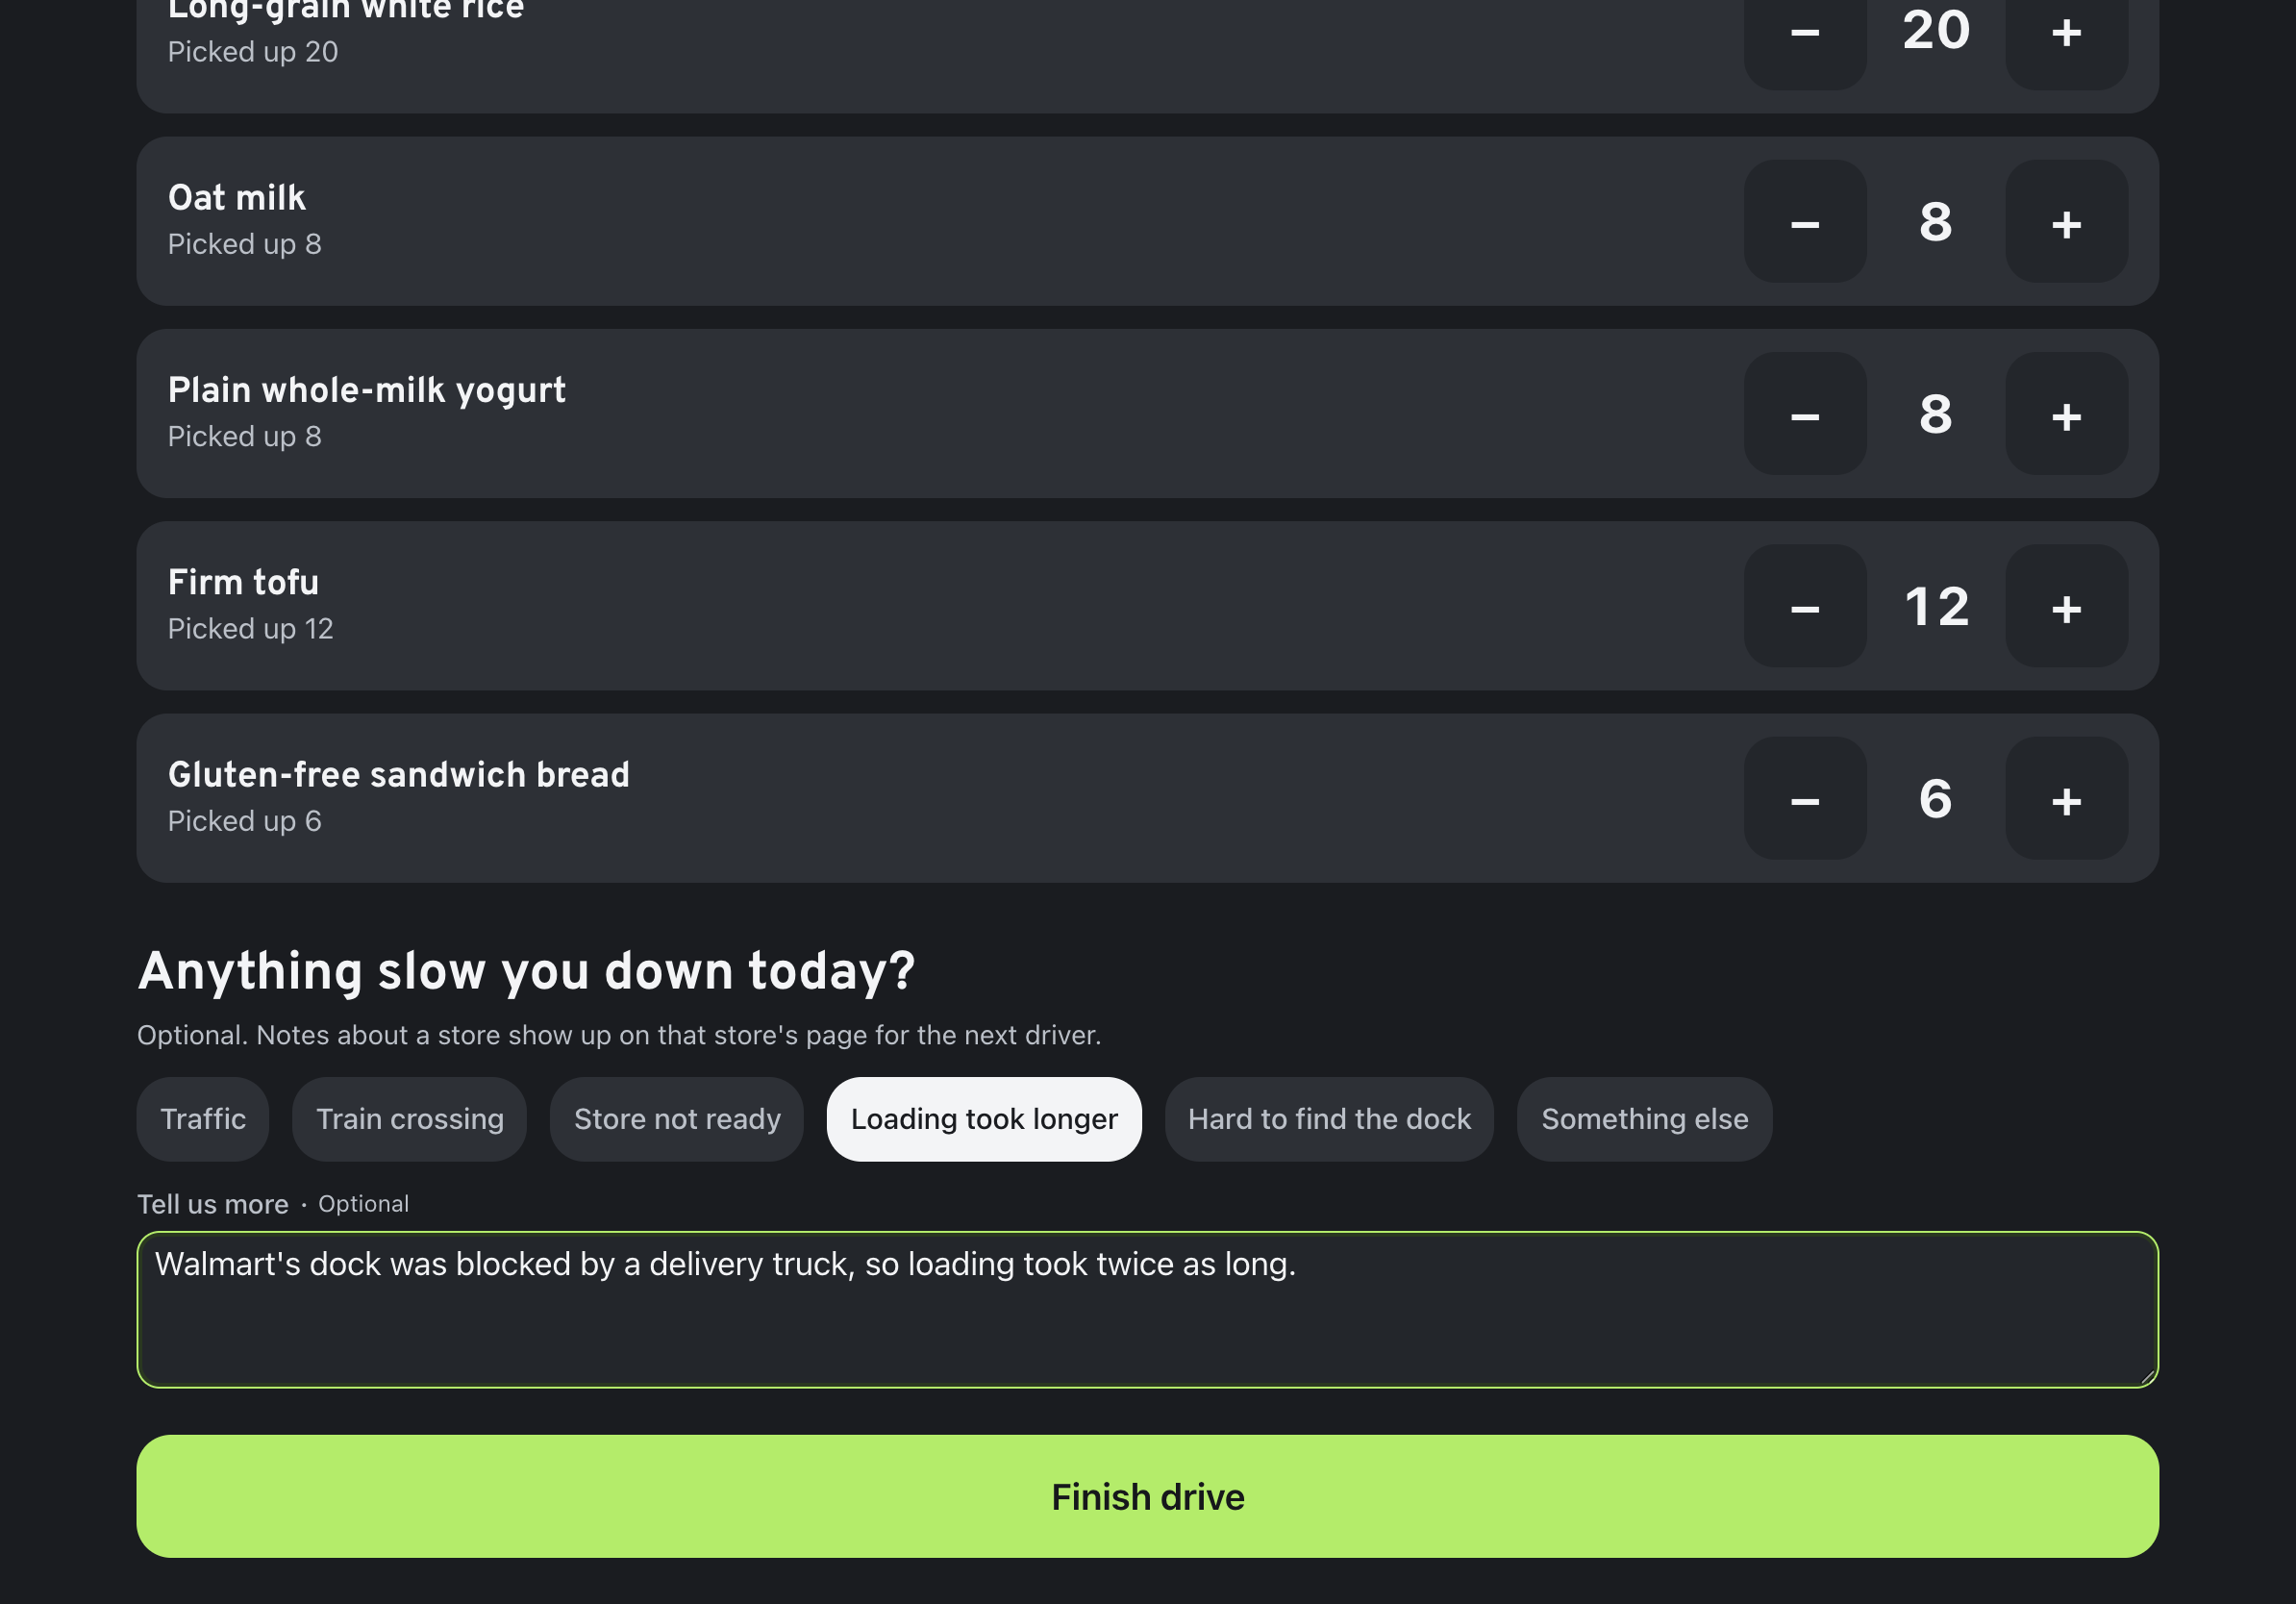 Long-grain white rice
Picked up 20
− 20 +
Oat milk
Picked up 8
− 8 +
Plain whole-milk yogurt
Picked up 8
− 8 +
Firm tofu
Picked up 12
− 12 +
Gluten-free sandwich bread
Picked up 6
− 6 +
Anything slow you down today?
Optional. Notes about a store show up on that store's page for the next driver.
Traffic Train crossing Store not ready Loading took longer Hard to find the dock Something else
Tell us more · Optional
Walmart's dock was blocked by a delivery truck, so loading took twice as long.
Finish drive